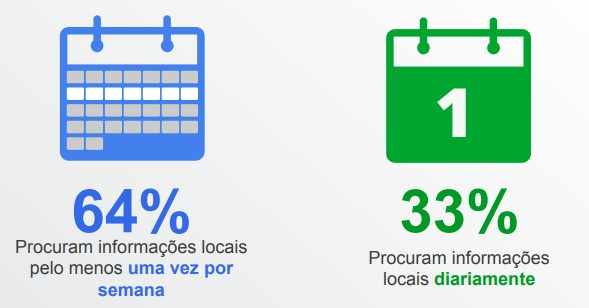 64%
Procuram informações locais
pelo menos uma vez por
semana
1
33%
Procuram informações
locais diariamente